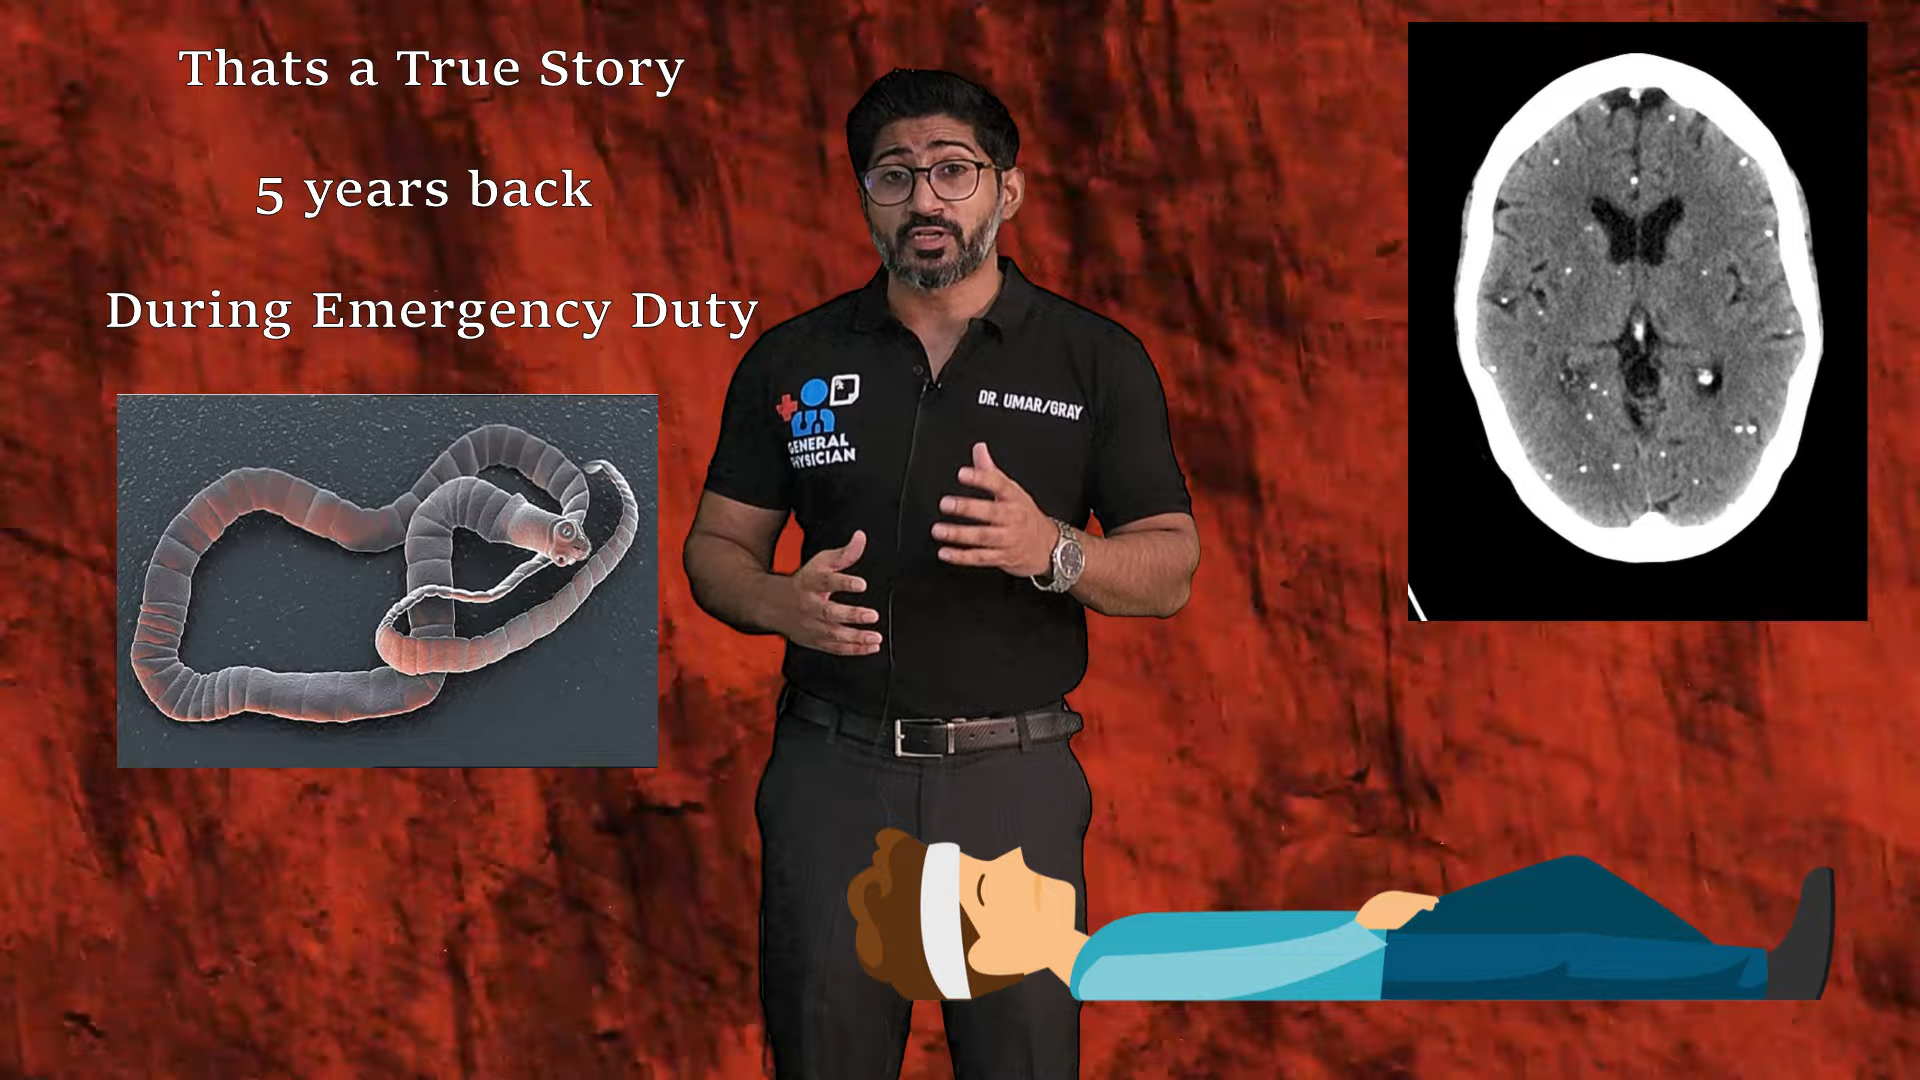 Thats a True Story
5 years back
During Emergency Duty
DR. UMAR/GRAY
GENERAL
PHYSICIAN